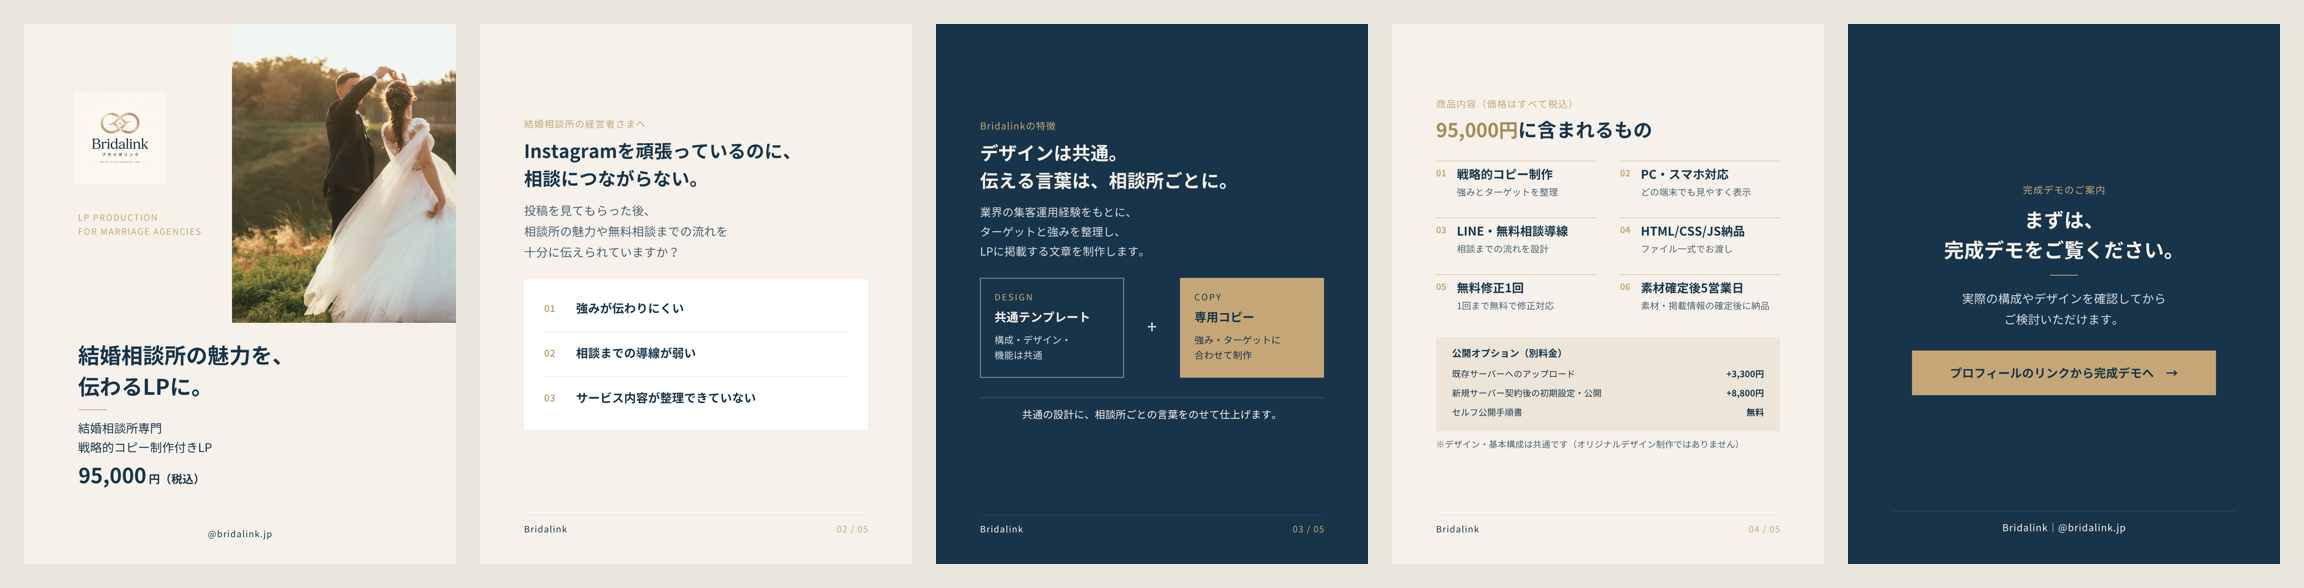 Bridalink
ブライダリンク
LP PRODUCTION
FOR MARRIAGE AGENCIES
結婚相談所の魅力を、
伝わるLPに。
結婚相談所専門
戦略的コピー制作付きLP
95,000円（税込）
@bridalink.jp
結婚相談所の経営者さまへ
Instagramを頑張っているのに、
相談につながらない。
投稿を見てもらった後、
相談所の魅力や無料相談までの流れを
十分に伝えられていますか？
01 強みが伝わりにくい
02 相談までの導線が弱い
03 サービス内容が整理できていない
Bridalink 02 / 05
Bridalinkの特徴
デザインは共通。
伝える言葉は、相談所ごとに。
業界の集客運用経験をもとに、
ターゲットと強みを整理し、
LPに掲載する文章を制作します。
DESIGN
共通テンプレート
構成・デザイン・
機能は共通
+
COPY
専用コピー
強み・ターゲットに
合わせて制作
共通の設計に、相談所ごとの言葉をのせて仕上げます。
Bridalink 03 / 05
商品内容（価格はすべて税込）
95,000円に含まれるもの
01 戦略的コピー制作
強みとターゲットを整理
02 PC・スマホ対応
どの端末でも見やすく表示
03 LINE・無料相談導線
相談までの流れを設計
04 HTML/CSS/JS納品
ファイル一式でお渡し
05 無料修正1回
1回まで無料で修正対応
06 素材確定後5営業日
素材・掲載情報の確定後に納品
公開オプション（別料金）
既存サーバーへのアップロード +3,300円
新規サーバー契約後の初期設定・公開 +8,800円
セルフ公開手順書 無料
※デザイン・基本構成は共通です（オリジナルデザイン制作ではありません）
Bridalink 04 / 05
完成デモのご案内
まずは、
完成デモをご覧ください。
実際の構成やデザインを確認してから
ご検討いただけます。
プロフィールのリンクから完成デモへ →
Bridalink｜@bridalink.jp